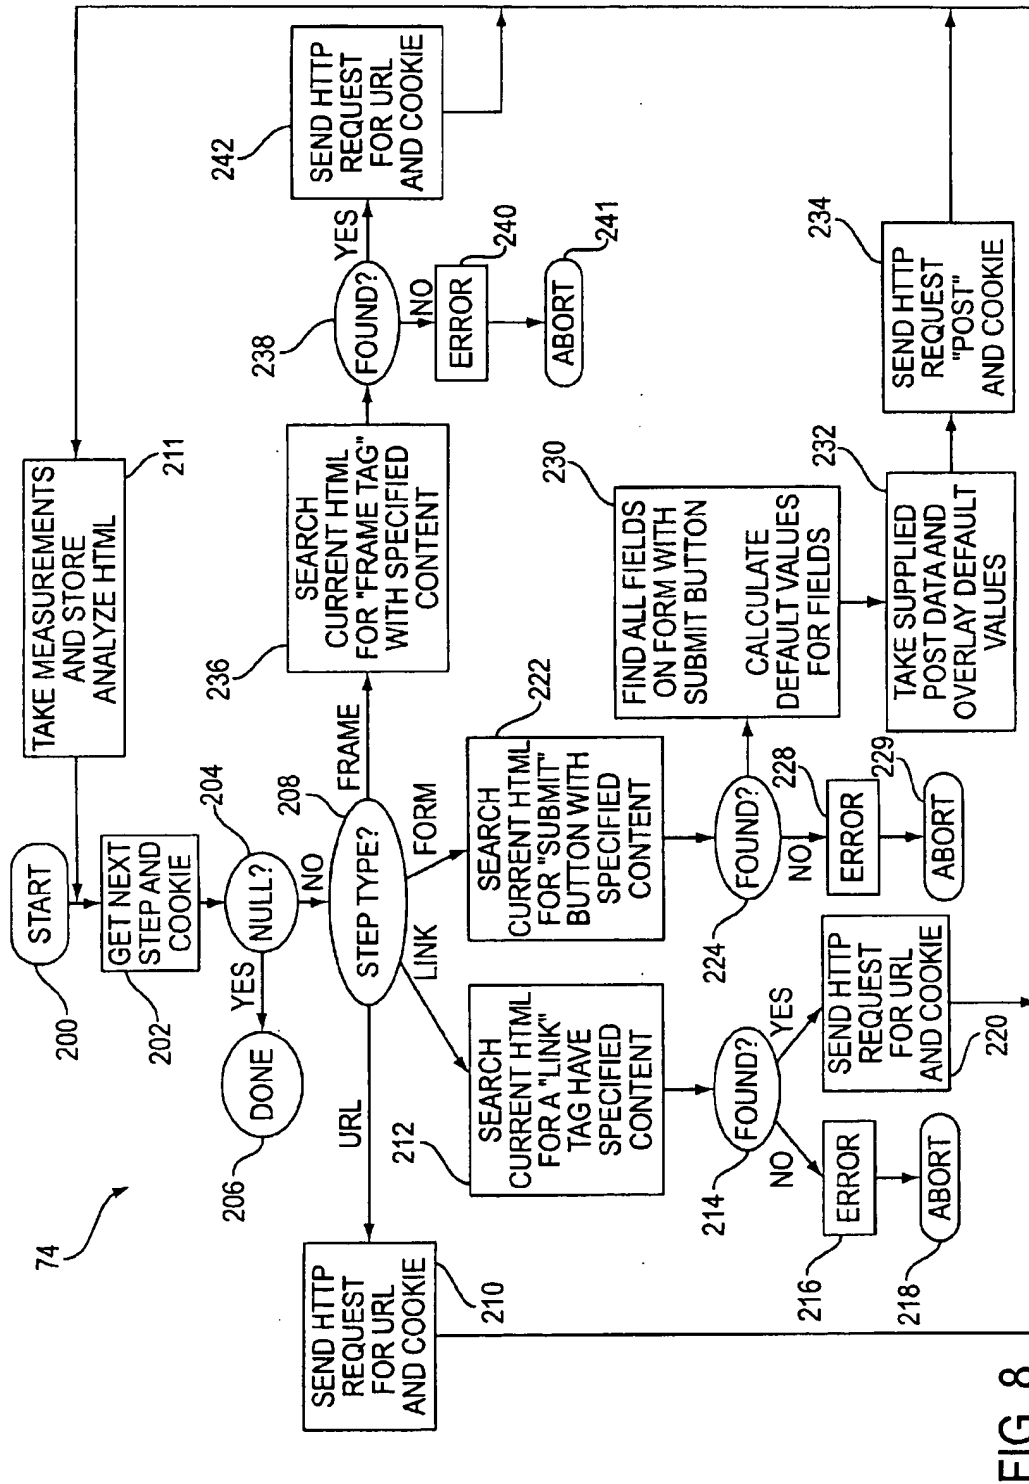 74
200
START
202
GET NEXT
STEP AND
COOKIE
TAKE MEASUREMENTS
AND STORE
ANALYZE HTML
211
204
NULL?
YES
DONE
206
NO
208
STEP TYPE?
URL
LINK
FORM
FRAME
SEND HTTP
REQUEST
FOR URL
AND COOKIE
210
212
SEARCH
CURRENT HTML
FOR A "LINK"
TAG HAVE
SPECIFIED
CONTENT
214
FOUND?
NO
YES
216
ERROR
218
ABORT
SEND HTTP
REQUEST
FOR URL
AND COOKIE
220
222
SEARCH
CURRENT HTML
FOR "SUBMIT"
BUTTON WITH
SPECIFIED
CONTENT
224
FOUND?
NO
228
ERROR
229
ABORT
230
FIND ALL FIELDS
ON FORM WITH
SUBMIT BUTTON
CALCULATE
DEFAULT VALUES
FOR FIELDS
232
TAKE SUPPLIED
POST DATA AND
OVERLAY DEFAULT
VALUES
234
SEND HTTP
REQUEST
"POST"
AND COOKIE
236
SEARCH
CURRENT HTML
FOR "FRAME TAG"
WITH SPECIFIED
CONTENT
238
FOUND?
YES
NO
240
ERROR
241
ABORT
242
SEND HTTP
REQUEST
FOR URL
AND COOKIE
FIG. 8